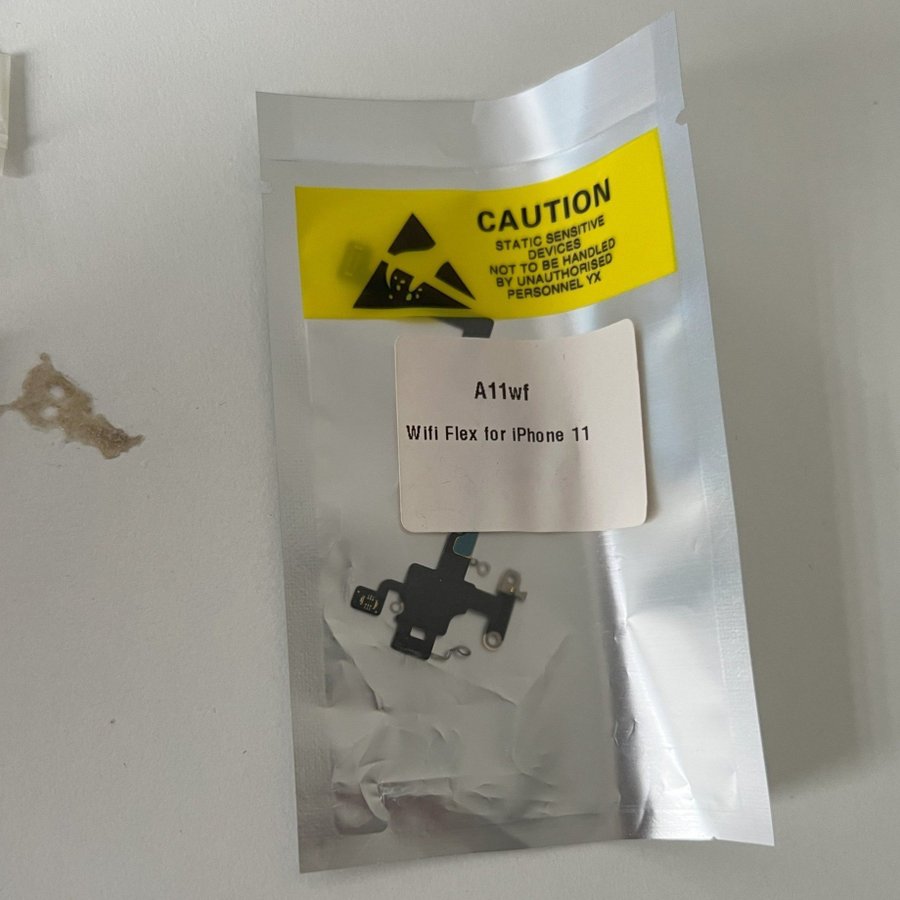 CAUTION
STATIC SENSITIVE
DEVICES
NOT TO BE HANDLED
BY UNAUTHORISED
PERSONNEL YX
A11wf
Wifi Flex for iPhone 11